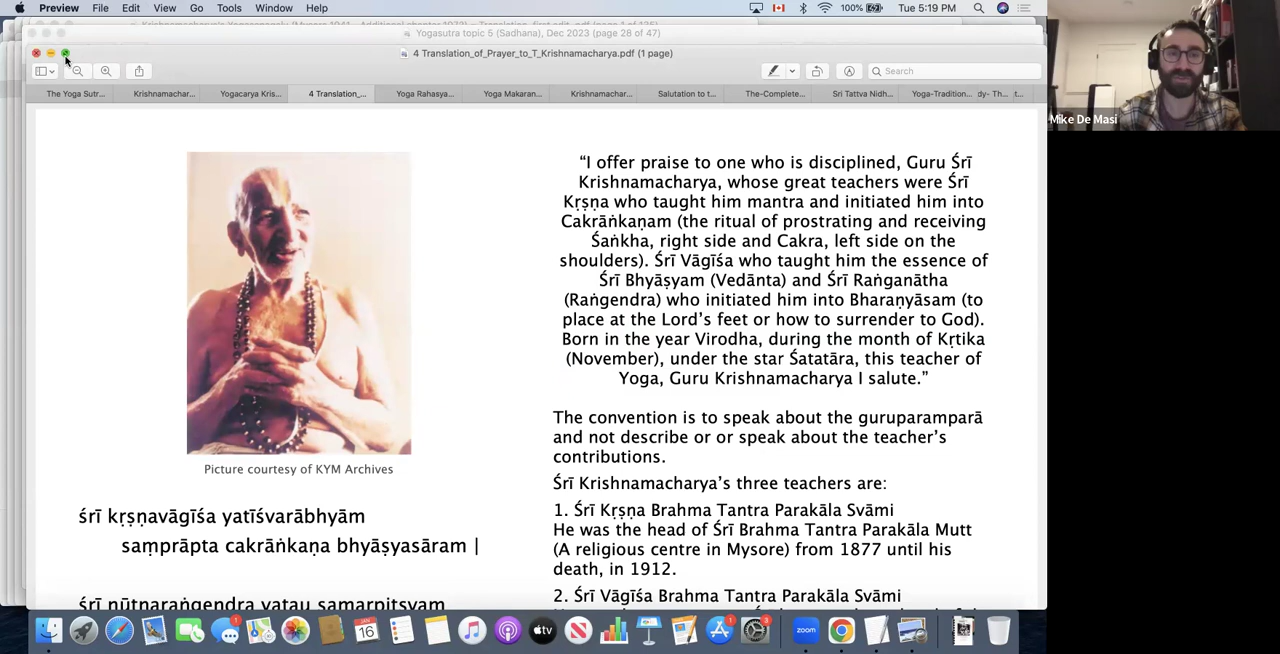 Preview File Edit View Go Tools Window Help
100% Tue 5:19 PM
Yogasutra topic 5 (Sadhana), Dec 2023 (page 28 of 47)
4 Translation_of_Prayer_to_T_Krishnamacharya.pdf (1 page)
Search
The Yoga Sutr... Krishnamachar... Yogacarya Kris... 4 Translation_... Yoga Rahasya... Yoga Makaran... Krishnamachar... Salutation to t... The-Complete... Sri Tattva Nidh... Yoga-Tradition...
Mike De Masi
Picture courtesy of KYM Archives
śrī kṛṣṇavāgīśa yatīśvarābhyām
saṃprāpta cakrāṅkaṇa bhyāṣyasāram |
śrī nūtnaraṅgendra yatau samarpitsvam
“I offer praise to one who is disciplined, Guru Śrī
Krishnamacharya, whose great teachers were Śrī
Kṛṣṇa who taught him mantra and initiated him into
Cakrāṅkaṇam (the ritual of prostrating and receiving
Śaṅkha, right side and Cakra, left side on the
shoulders). Śrī Vāgīśa who taught him the essence of
Śrī Bhyāṣyam (Vedānta) and Śrī Raṅganātha
(Raṅgendra) who initiated him into Bharaṇyāsam (to
place at the Lord’s feet or how to surrender to God).
Born in the year Virodha, during the month of Kṛtika
(November), under the star Śatatāra, this teacher of
Yoga, Guru Krishnamacharya I salute.”
The convention is to speak about the guruparamparā
and not describe or or speak about the teacher’s
contributions.
Śrī Krishnamacharya’s three teachers are:
1. Śrī Kṛṣṇa Brahma Tantra Parakāla Svāmi
He was the head of Śrī Brahma Tantra Parakāla Mutt
(A religious centre in Mysore) from 1877 until his
death, in 1912.
2. Śrī Vāgīśa Brahma Tantra Parakāla Svāmi
JAN
16
tv
zoom